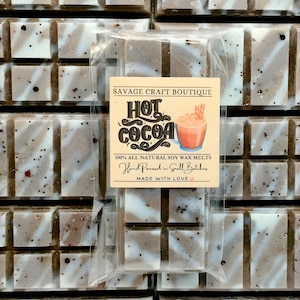 SAVAGE CRAFT BOUTIQUE
HOT
COCOA
100% ALL NATURAL SOY WAX MELTS
Hand Poured in Small Batches
MADE WITH LOVE